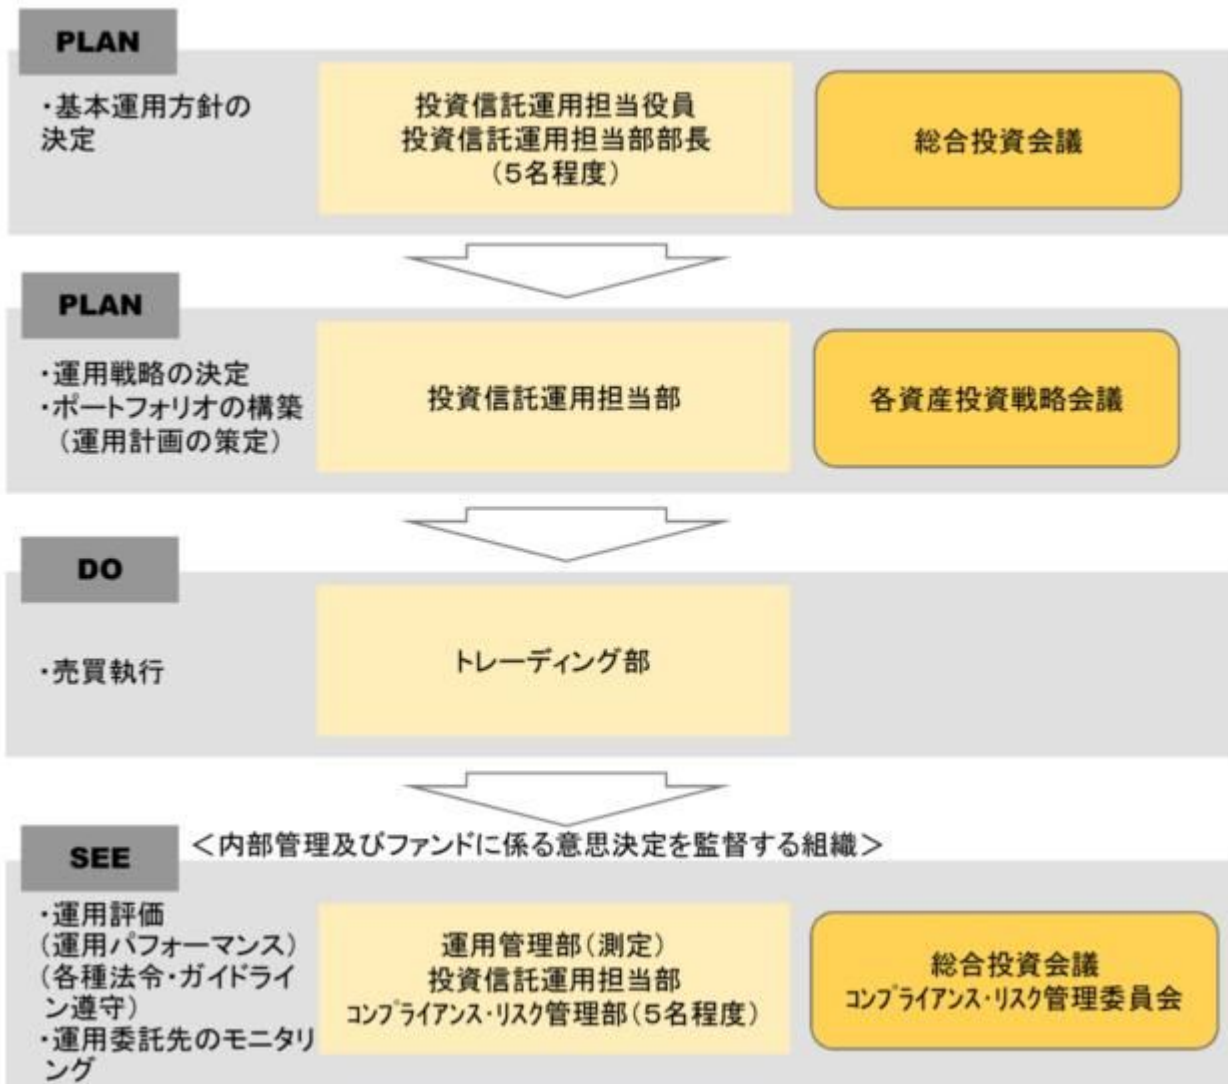 PLAN
・基本運用方針の
決定
投資信託運用担当役員
投資信託運用担当部部長
（5名程度）
総合投資会議
PLAN
・運用戦略の決定
・ポートフォリオの構築
（運用計画の策定）
投資信託運用担当部
各資産投資戦略会議
DO
・売買執行
トレーディング部
SEE
＜内部管理及びファンドに係る意思決定を監督する組織＞
・運用評価
（運用パフォーマンス）
（各種法令・ガイドライ
ン遵守）
・運用委託先のモニタリ
ング
運用管理部（測定）
投資信託運用担当部
コンプライアンス・リスク管理部（5名程度）
総合投資会議
コンプライアンス・リスク管理委員会